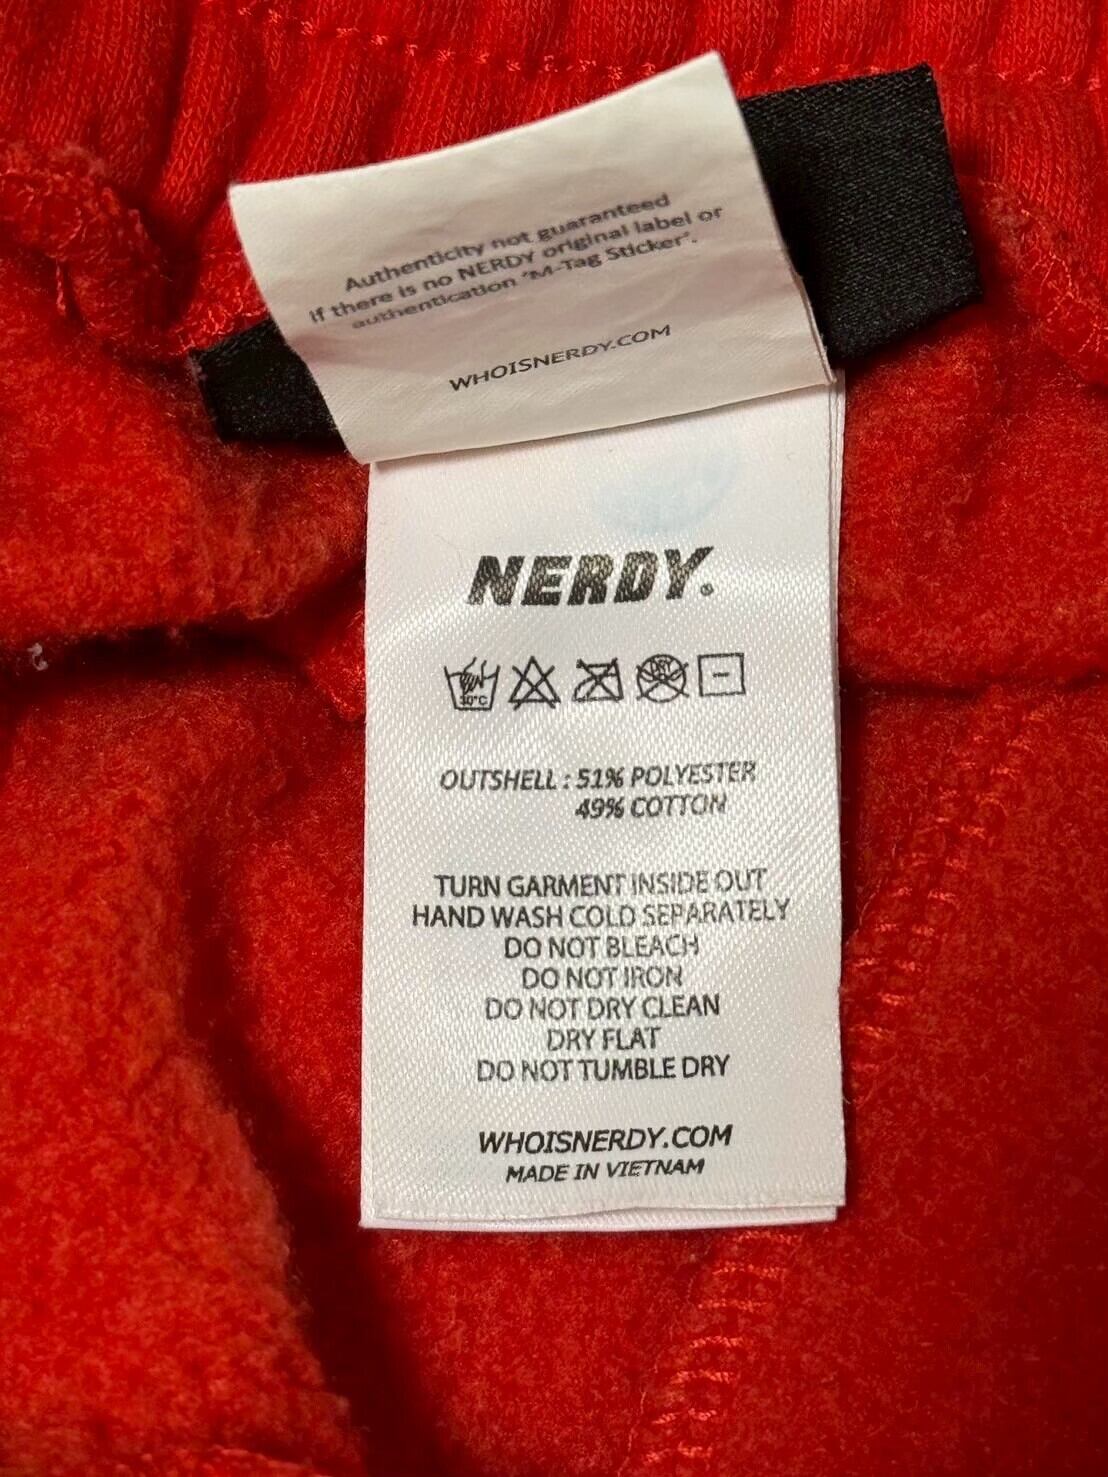 Authenticity not guaranteed
if there is no NERDY original label or
authentication 'M-Tag Sticker'.
WHOISNERDY.COM
NERDY.®
30°C
DRY
OUTSHELL : 51% POLYESTER
49% COTTON
TURN GARMENT INSIDE OUT
HAND WASH COLD SEPARATELY
DO NOT BLEACH
DO NOT IRON
DO NOT DRY CLEAN
DRY FLAT
DO NOT TUMBLE DRY
WHOISNERDY.COM
MADE IN VIETNAM